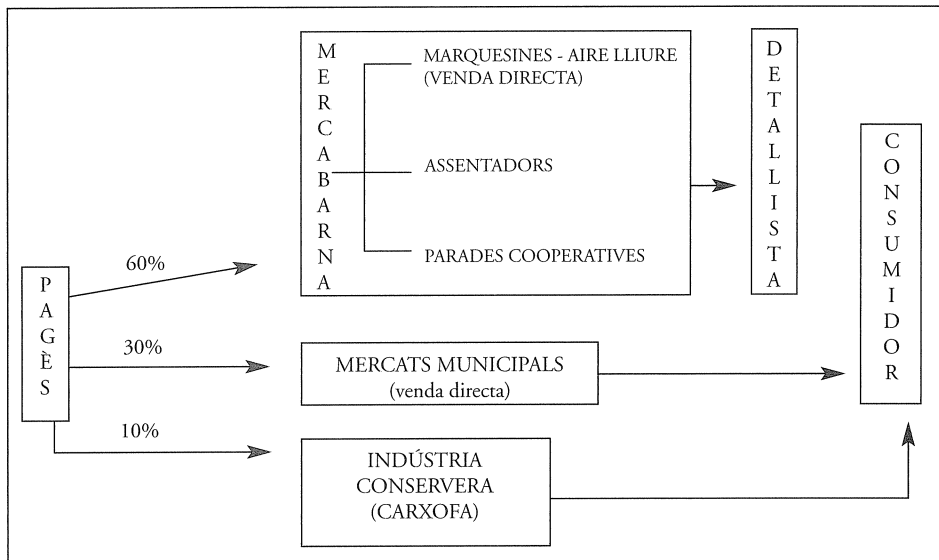 PAGÈS
60%
30%
10%
MERCABARNA
MARQUESINES - AIRE LLIURE
(VENDA DIRECTA)
ASSENTADORS
PARADES COOPERATIVES
MERCATS MUNICIPALS
(venda directa)
INDÚSTRIA
CONSERVERA
(CARXOFA)
DETALLISTA
CONSUMIDOR